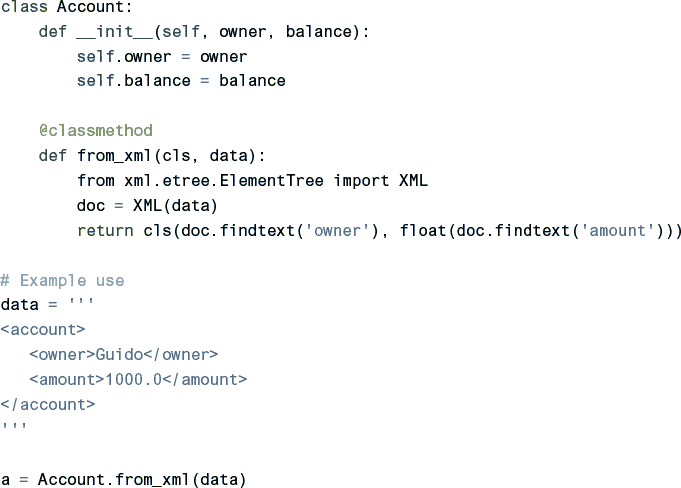 class Account:
    def __init__(self, owner, balance):
        self.owner = owner
        self.balance = balance

    @classmethod
    def from_xml(cls, data):
        from xml.etree.ElementTree import XML
        doc = XML(data)
        return cls(doc.findtext('owner'), float(doc.findtext('amount')))

# Example use
data = '''
<account>
   <owner>Guido</owner>
   <amount>1000.0</amount>
</account>
'''

a = Account.from_xml(data)